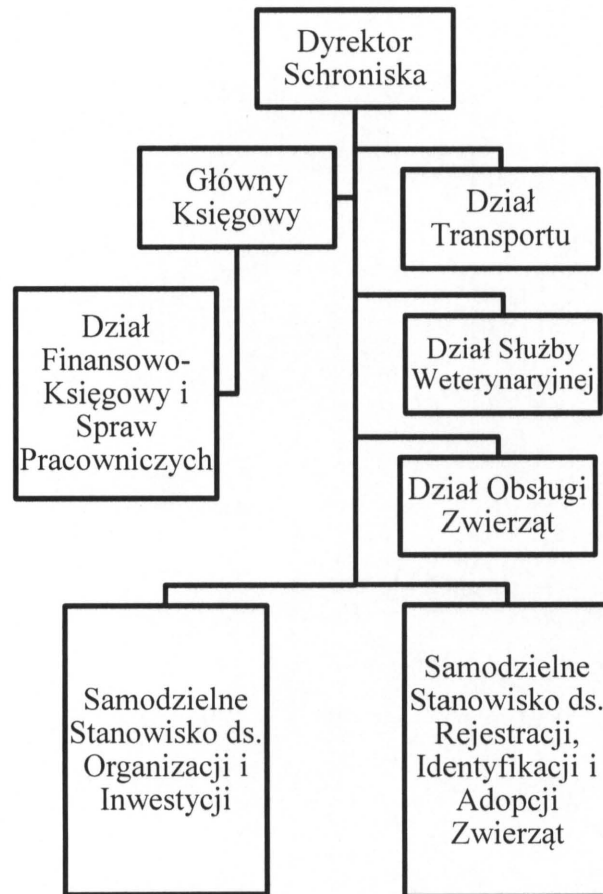 Dyrektor
Schroniska
Główny
Księgowy
Dział
Transportu
Dział
Finansowo-
Księgowy i
Spraw
Pracowniczych
Dział Służby
Weterynaryjnej
Dział Obsługi
Zwierząt
Samodzielne
Stanowisko ds.
Organizacji i
Inwestycji
Samodzielne
Stanowisko ds.
Rejestracji,
Identyfikacji i
Adopcji
Zwierząt